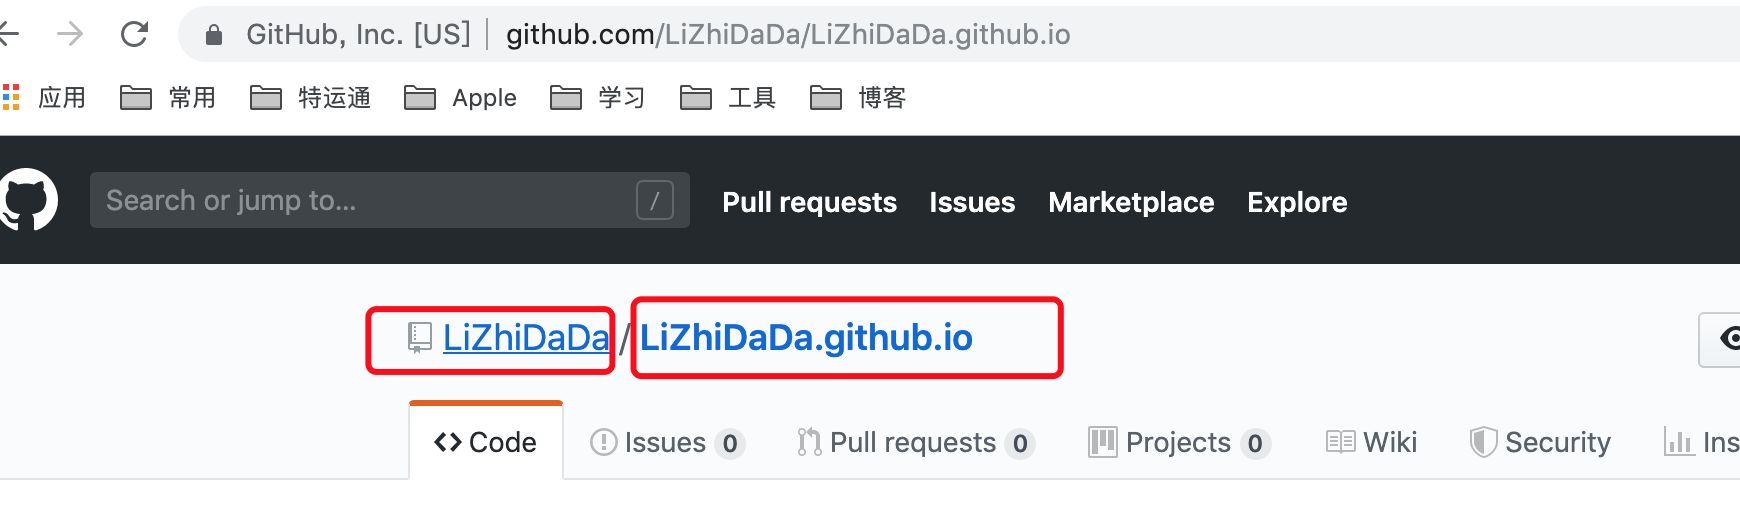 GitHub, Inc. [US] | github.com/LiZhiDaDa/LiZhiDaDa.github.io
应用 常用 特运通 Apple 学习 工具 博客
Search or jump to... / Pull requests Issues Marketplace Explore
LiZhiDaDa / LiZhiDaDa.github.io
Code Issues 0 Pull requests 0 Projects 0 Wiki Security Ins